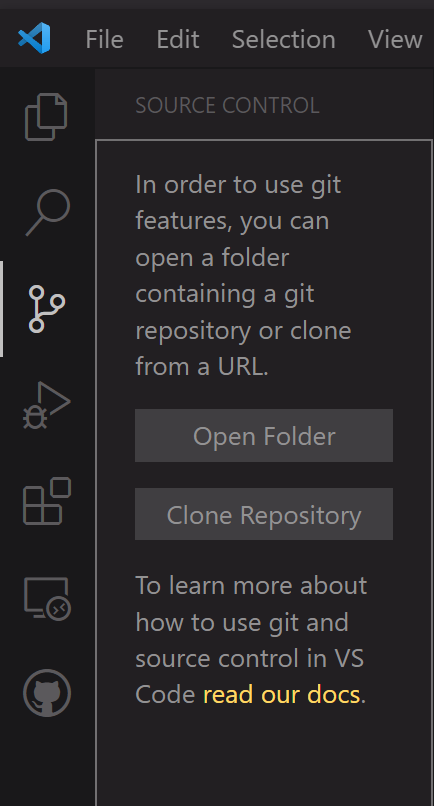 File Edit Selection View
SOURCE CONTROL
In order to use git
features, you can
open a folder
containing a git
repository or clone
from a URL.
Open Folder
Clone Repository
To learn more about
how to use git and
source control in VS
Code read our docs.